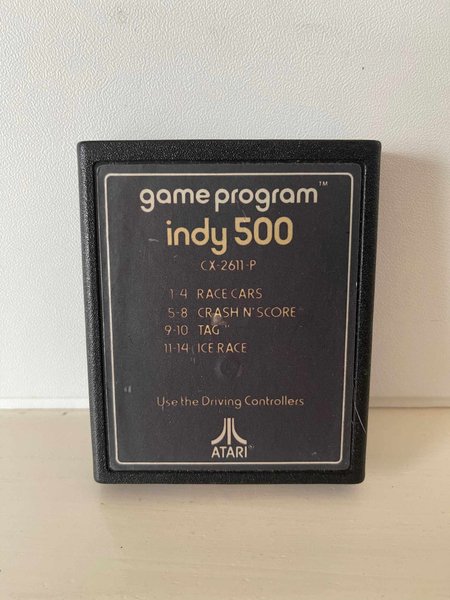 game program™
indy 500
CX-2611-P
1-4 RACE CARS
5-8 CRASH N' SCORE
9-10 TAG
11-14 ICE RACE
Use the Driving Controllers
ATARI®